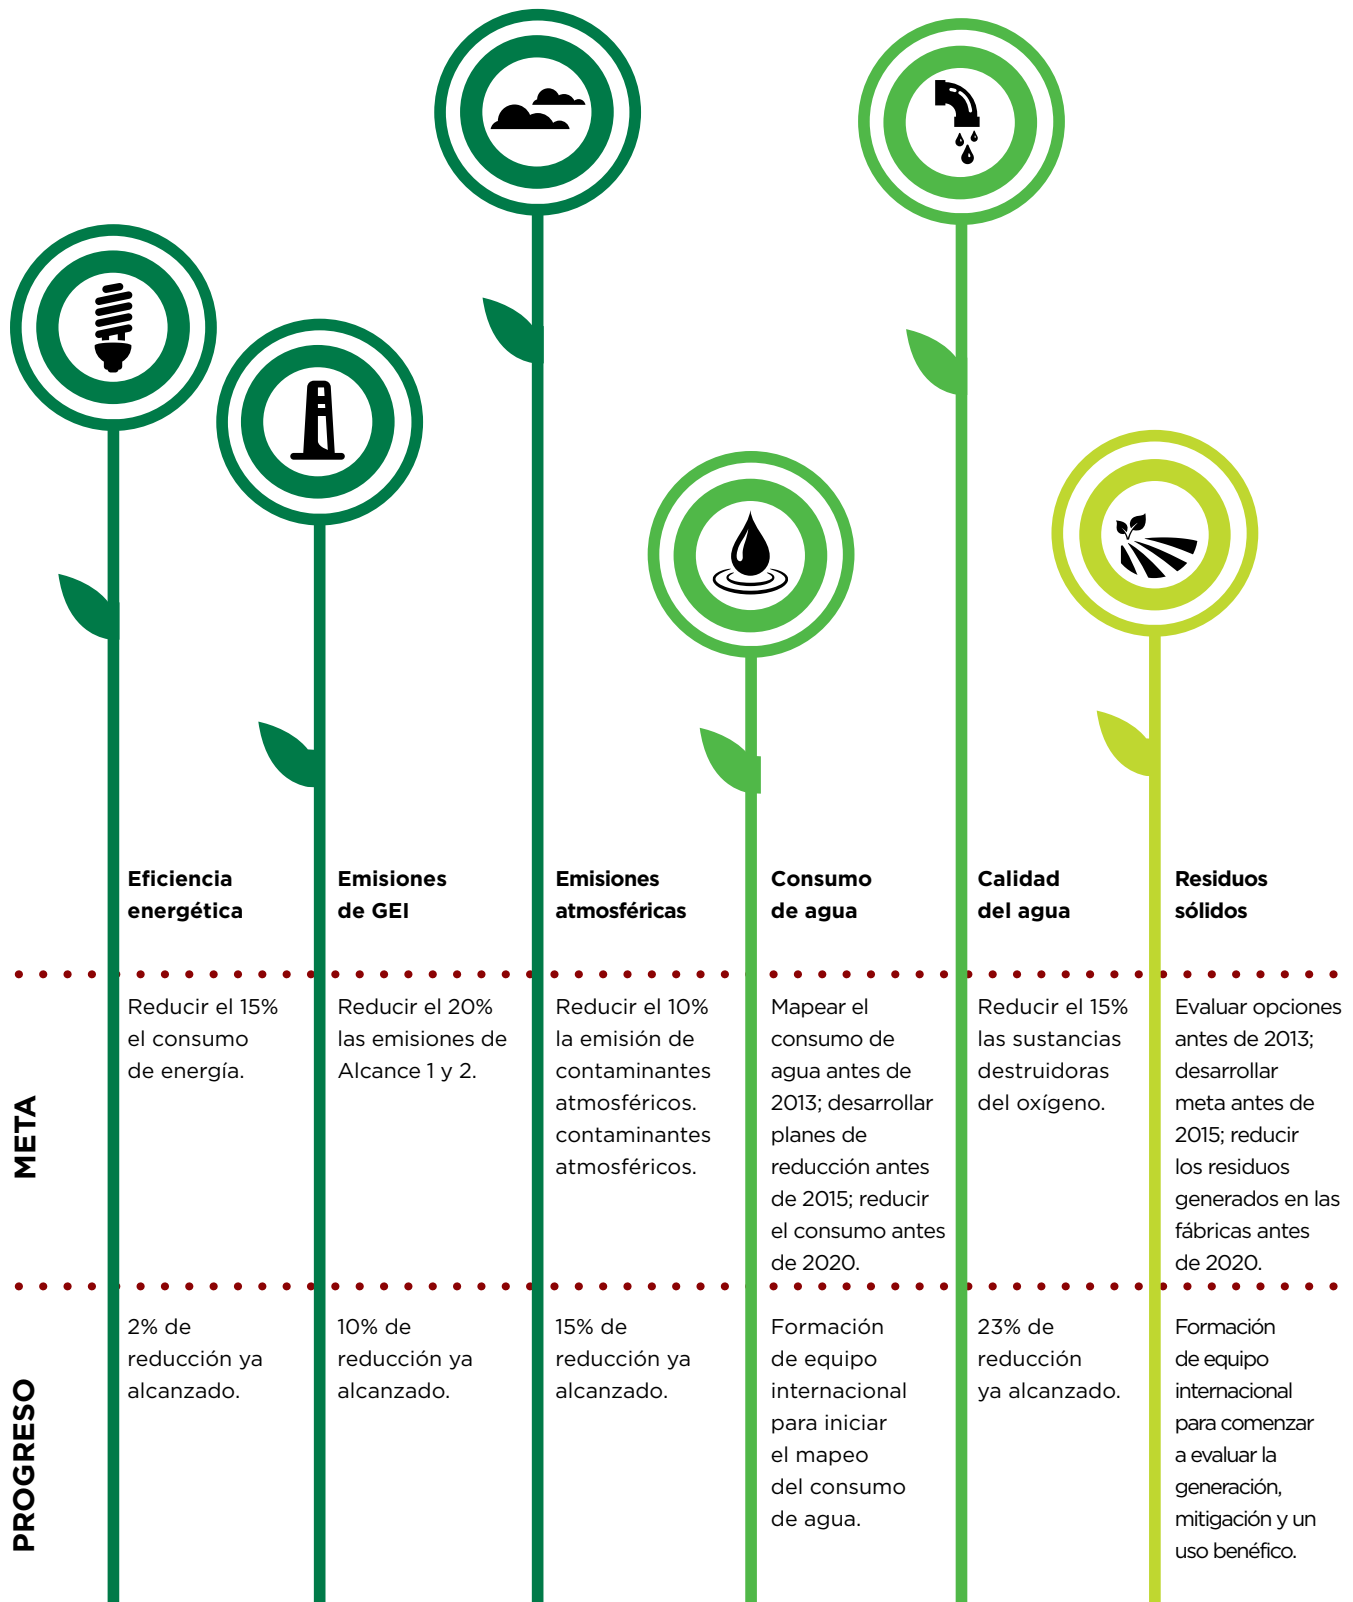 Eficiencia
energética
Emisiones
de GEI
Emisiones
atmosféricas
Consumo
de agua
Calidad
del agua
Residuos
sólidos
META
Reducir el 15%
el consumo
de energía.
Reducir el 20%
las emisiones de
Alcance 1 y 2.
Reducir el 10%
la emisión de
contaminantes
atmosféricos.
contaminantes
atmosféricos.
Mapear el
consumo de
agua antes de
2013; desarrollar
planes de
reducción antes
de 2015; reducir
el consumo antes
de 2020.
Reducir el 15%
las sustancias
destruidoras
del oxígeno.
Evaluar opciones
antes de 2013;
desarrollar
meta antes de
2015; reducir
los residuos
generados en las
fábricas antes
de 2020.
PROGRESO
2% de
reducción ya
alcanzado.
10% de
reducción ya
alcanzado.
15% de
reducción ya
alcanzado.
Formación
de equipo
internacional
para iniciar
el mapeo
del consumo
de agua.
23% de
reducción
ya alcanzado.
Formación
de equipo
internacional
para comenzar
a evaluar la
generación,
mitigación y un
uso benéfico.